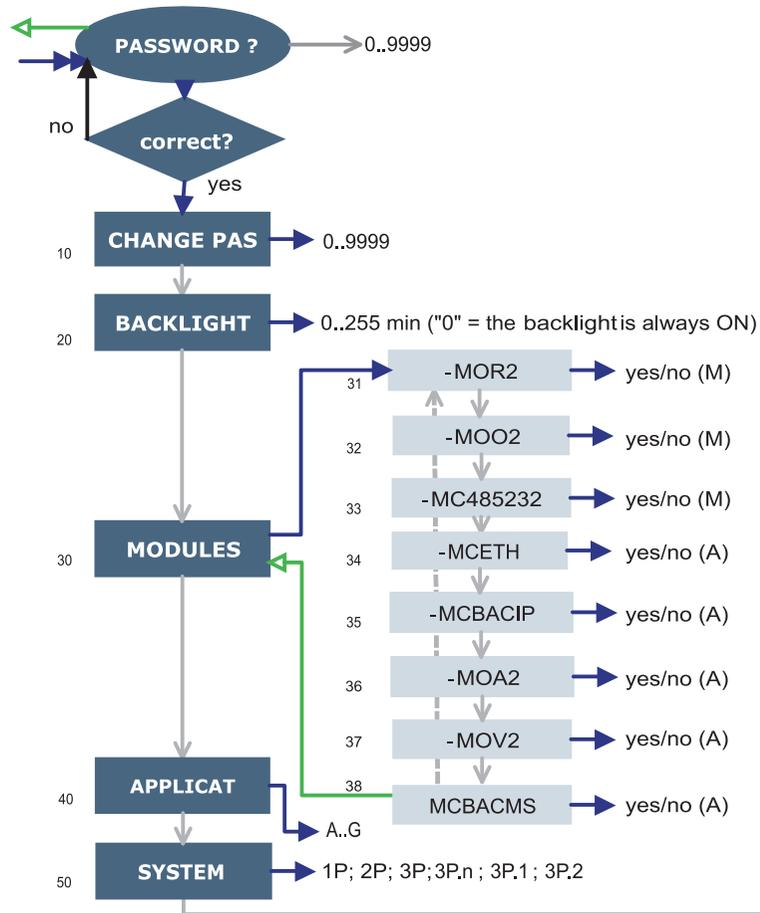 PASSWORD ?
0..9999
no
correct?
yes
10
CHANGE PAS
0..9999
20
BACKLIGHT
0..255 min ("0" = the backlight is always ON)
31
-MOR2
yes/no (M)
32
-MOO2
yes/no (M)
33
-MC485232
yes/no (M)
30
MODULES
34
-MCETH
yes/no (A)
35
-MCBACIP
yes/no (A)
36
-MOA2
yes/no (A)
37
-MOV2
yes/no (A)
38
MCBACMS
yes/no (A)
40
APPLICAT
A..G
50
SYSTEM
1P; 2P; 3P;3P.n ; 3P.1 ; 3P.2